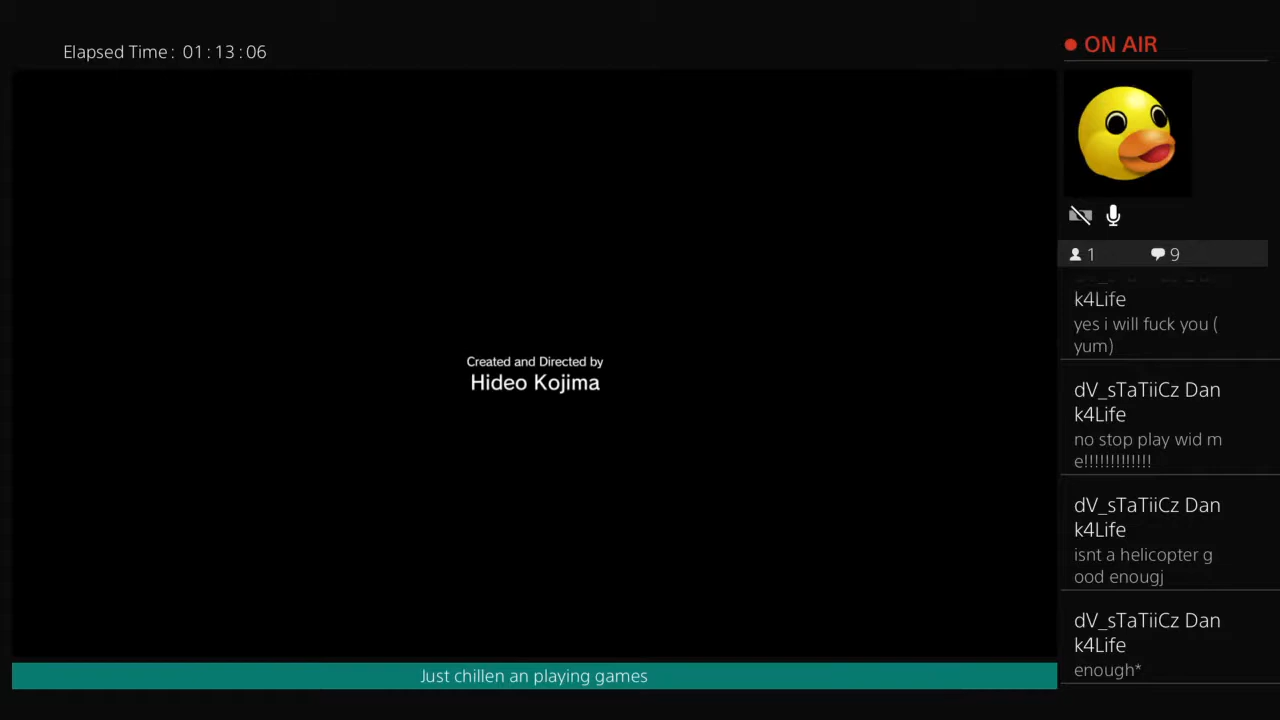 Elapsed Time: 01:13:06
ON AIR
1 9
k4Life
yes i will fuck you (
yum)
dV_sTaTiiCz Dan
k4Life
no stop play wid m
e!!!!!!!!!!!!!
dV_sTaTiiCz Dan
k4Life
isnt a helicopter g
ood enougj
dV_sTaTiiCz Dan
k4Life
enough*
Created and Directed by
Hideo Kojima
Just chillen an playing games